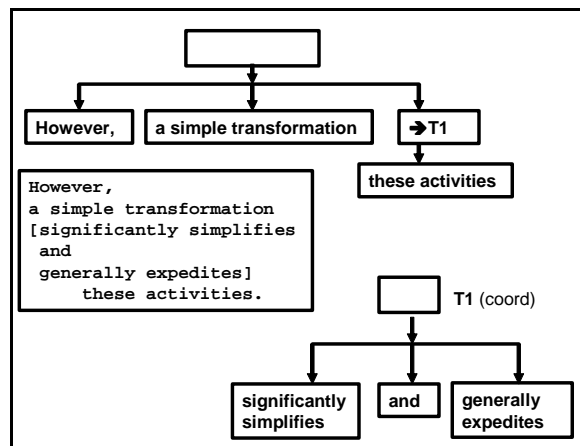 However,
a simple transformation
➔T1
these activities
However,
a simple transformation
[significantly simplifies
and
generally expedites]
these activities.
T1 (coord)
significantly
simplifies
and
generally
expedites